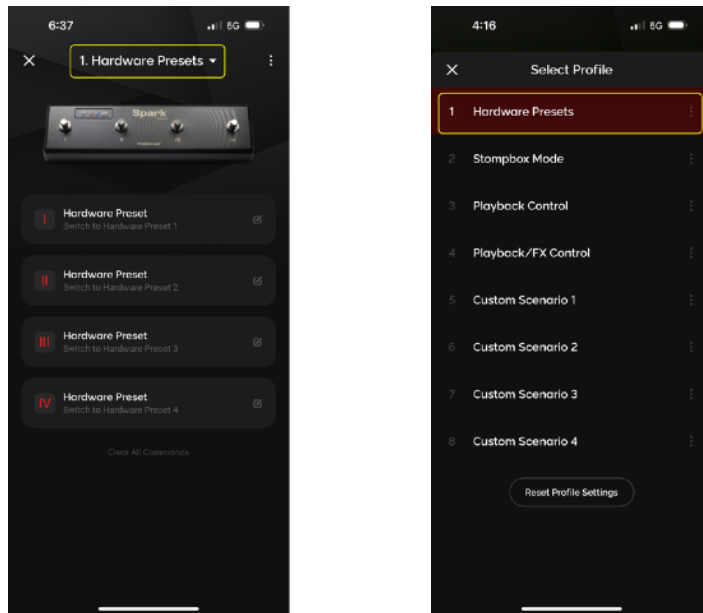 6:37
5G
1. Hardware Presets
Spark
I
Hardware Preset
Switch to Hardware Preset 1
II
Hardware Preset
Switch to Hardware Preset 2
III
Hardware Preset
Switch to Hardware Preset 3
IV
Hardware Preset
Switch to Hardware Preset 4
Clear All Commands
4:16
5G
Select Profile
1 Hardware Presets
2 Stompbox Mode
3 Playback Control
4 Playback/FX Control
5 Custom Scenario 1
6 Custom Scenario 2
7 Custom Scenario 3
8 Custom Scenario 4
Reset Profile Settings